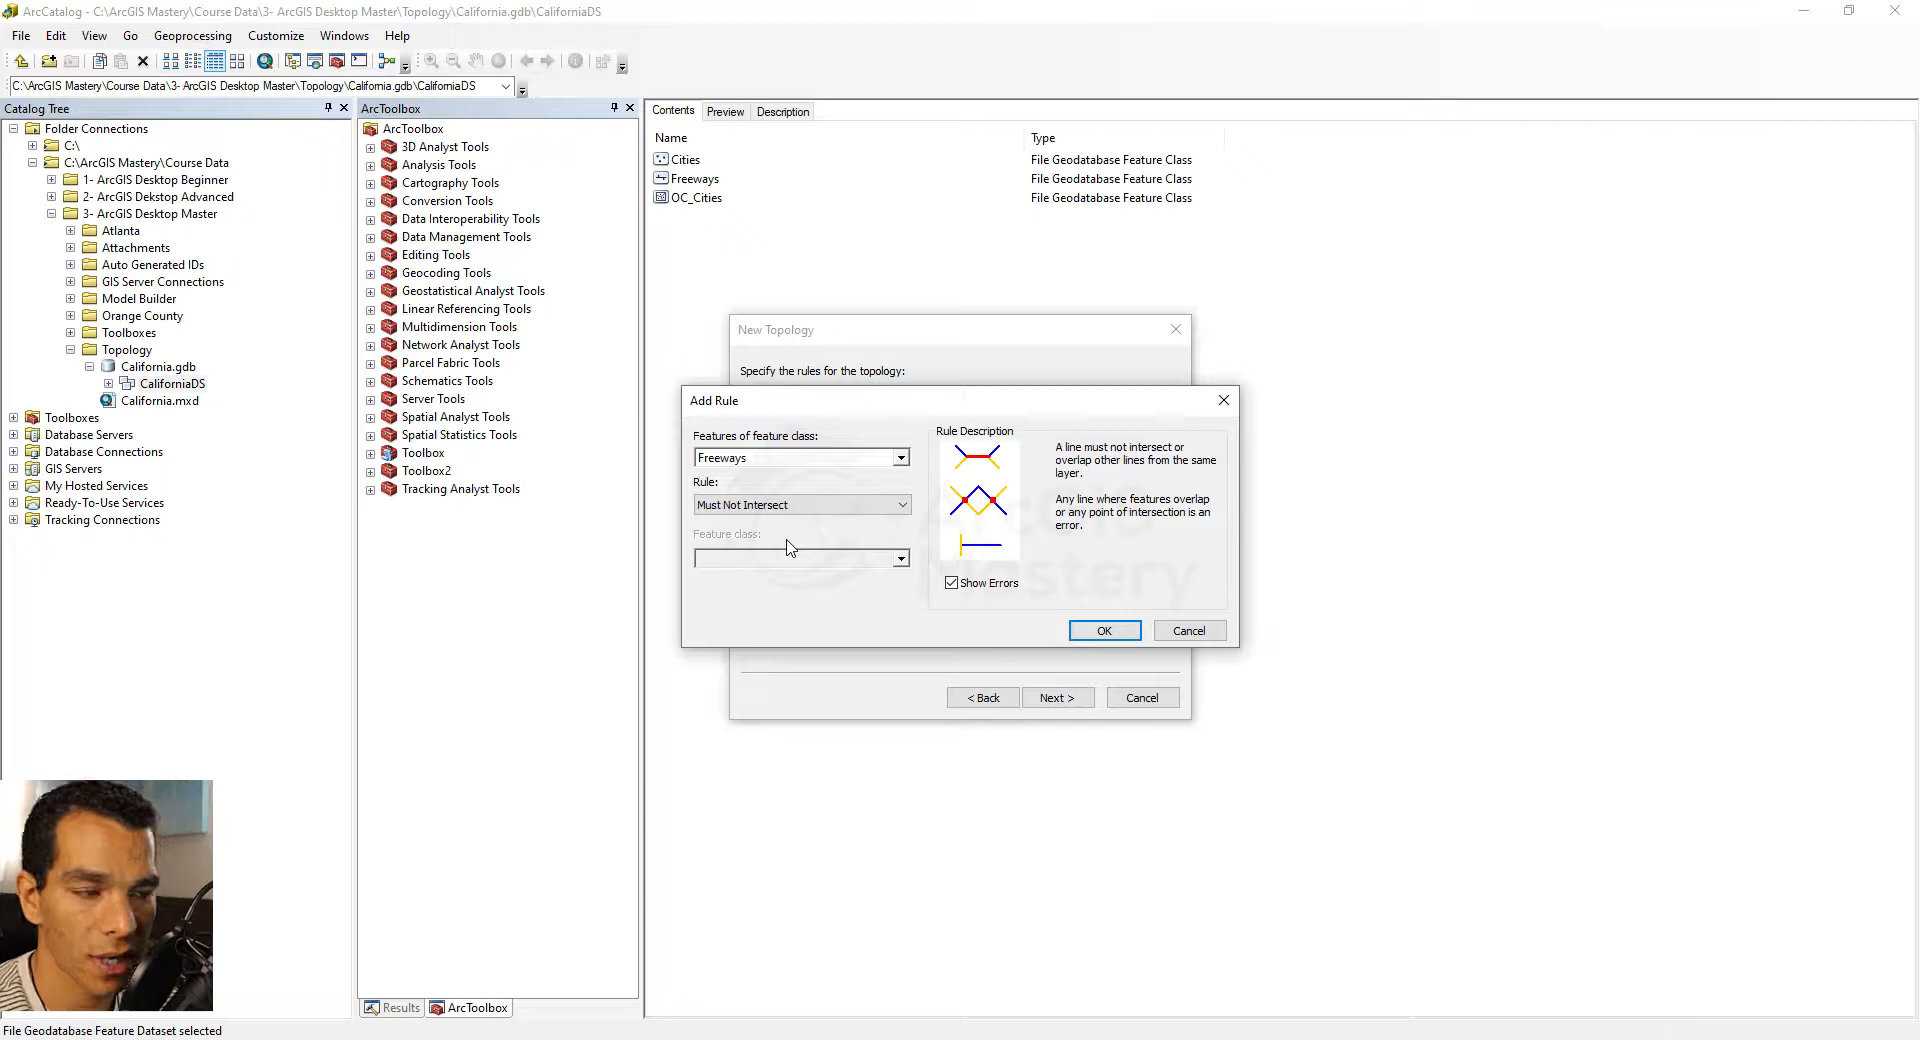 ArcCatalog - C:\ArcGIS Mastery\Course Data\3- ArcGIS Desktop Master\Topology\California.gdb\CaliforniaDS
File Edit View Go Geoprocessing Customize Windows Help
C:\ArcGIS Mastery\Course Data\3- ArcGIS Desktop Master\Topology\California.gdb\CaliforniaDS
Catalog Tree
Folder Connections
C:\
C:\ArcGIS Mastery\Course Data
1- ArcGIS Desktop Beginner
2- ArcGIS Dekstop Advanced
3- ArcGIS Desktop Master
Atlanta
Attachments
Auto Generated IDs
GIS Server Connections
Model Builder
Orange County
Toolboxes
Topology
California.gdb
CaliforniaDS
California.mxd
Toolboxes
Database Servers
Database Connections
GIS Servers
My Hosted Services
Ready-To-Use Services
Tracking Connections
ArcToolbox
ArcToolbox
3D Analyst Tools
Analysis Tools
Cartography Tools
Conversion Tools
Data Interoperability Tools
Data Management Tools
Editing Tools
Geocoding Tools
Geostatistical Analyst Tools
Linear Referencing Tools
Multidimension Tools
Network Analyst Tools
Parcel Fabric Tools
Schematics Tools
Server Tools
Spatial Analyst Tools
Spatial Statistics Tools
Toolbox
Toolbox2
Tracking Analyst Tools
Results ArcToolbox
Contents Preview Description
Name Type
Cities File Geodatabase Feature Class
Freeways File Geodatabase Feature Class
OC_Cities File Geodatabase Feature Class
New Topology
Specify the rules for the topology:
Add Rule
Features of feature class:
Freeways
Rule:
Must Not Intersect
Feature class:
Rule Description
A line must not intersect or
overlap other lines from the same
layer.
Any line where features overlap
or any point of intersection is an
error.
Show Errors
OK Cancel
ArcGIS
Mastery
< Back Next > Cancel
File Geodatabase Feature Dataset selected